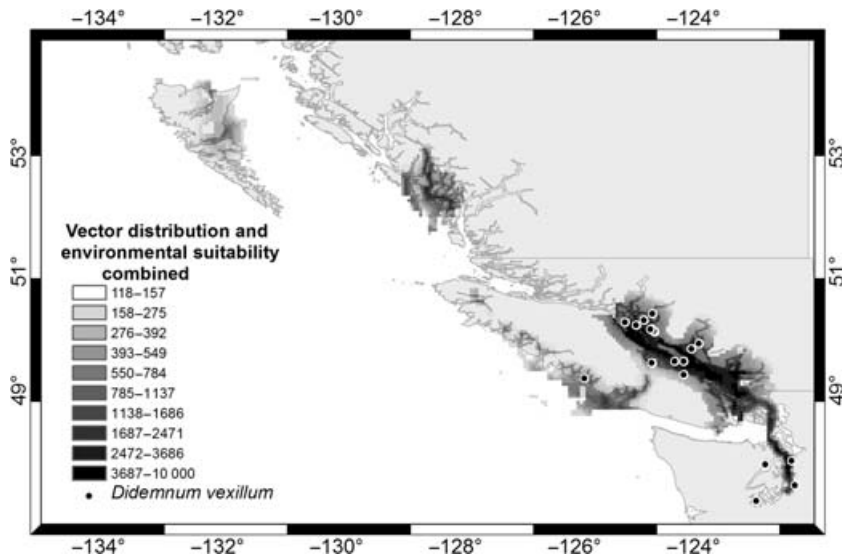 −134° −132° −130° −128° −126° −124°
53° 53°
51° 51°
49° 49°
Vector distribution and
environmental suitability
combined
118−157
158−275
276−392
393−549
550−784
785−1137
1138−1686
1687−2471
2472−3686
3687−10 000
Didemnum vexillum
−134° −132° −130° −128° −126° −124°